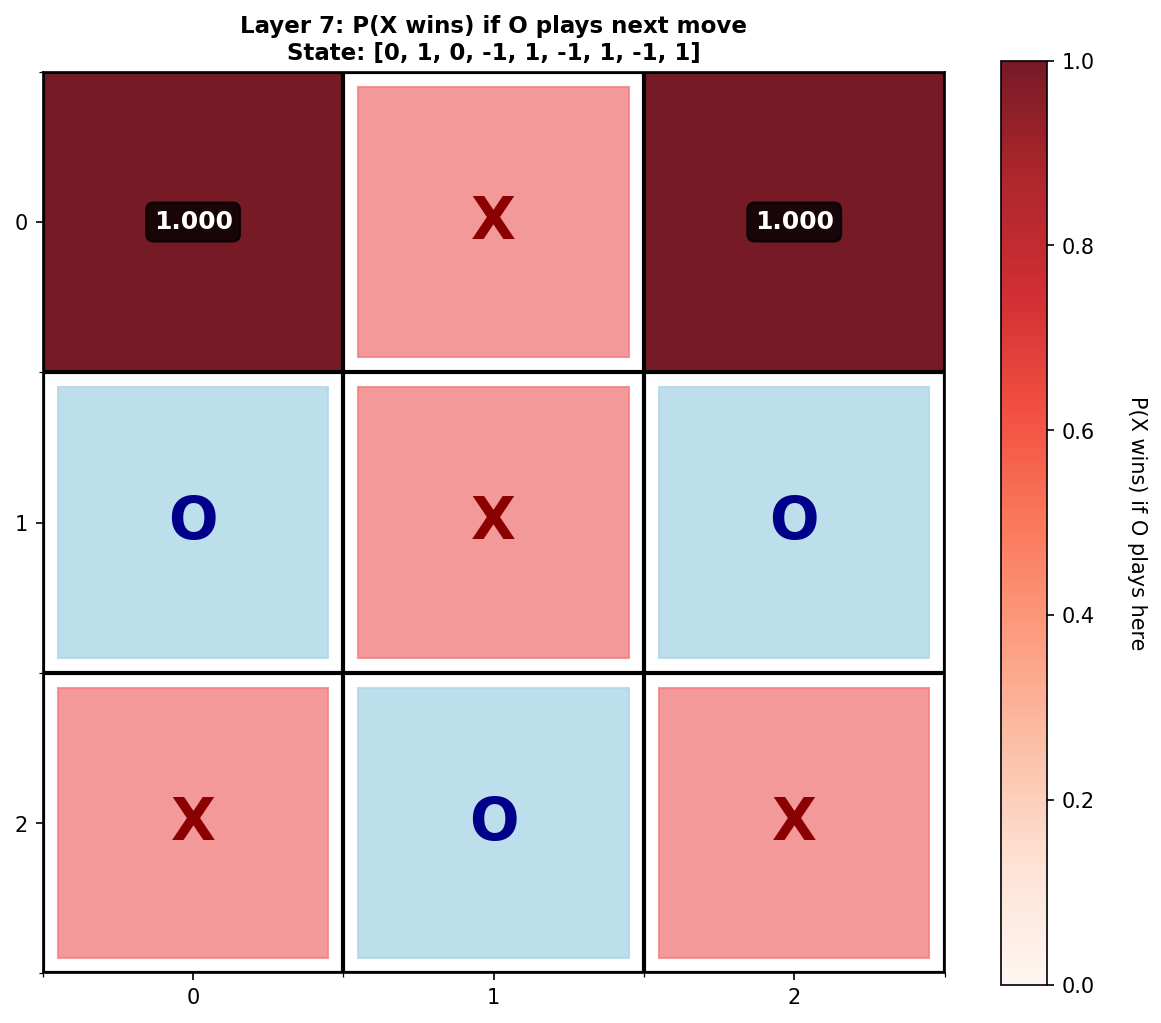 Layer 7: P(X wins) if O plays next move
State: [0, 1, 0, -1, 1, -1, 1, -1, 1]
1.000 X 1.000
O X O
X O X
0
1
2
0 1 2
1.0
0.8
0.6
0.4
0.2
0.0
P(X wins) if O plays here